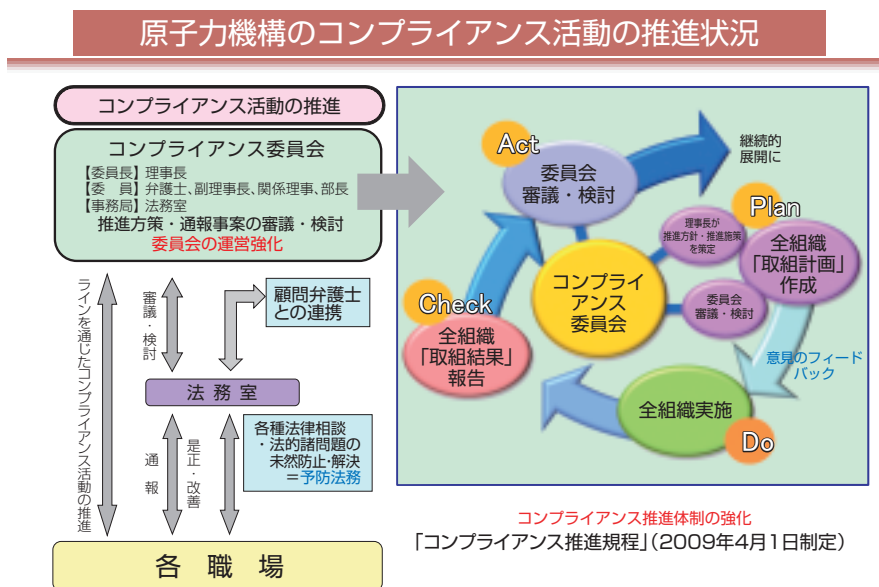 原子力機構のコンプライアンス活動の推進状況
コンプライアンス活動の推進
コンプライアンス委員会
【委員長】理事長
【委　員】弁護士、副理事長、関係理事、部長
【事務局】法務室
推進方策・通報事案の審議・検討
委員会の運営強化
ラインを通じたコンプライアンス活動の推進
審議・検討
顧問弁護士
との連携
法務室
通報
是正・改善
各種法律相談
・法的諸問題の
未然防止・解決
＝予防法務
各職場
Act
委員会
審議・検討
継続的
展開に
Plan
理事長が
推進方針・推進施策
を策定
全組織
「取組計画」
作成
委員会
審議・検討
コンプライ
アンス
委員会
Check
全組織
「取組結果」
報告
意見のフィード
バック
全組織実施
Do
コンプライアンス推進体制の強化
「コンプライアンス推進規程」（2009年4月1日制定）